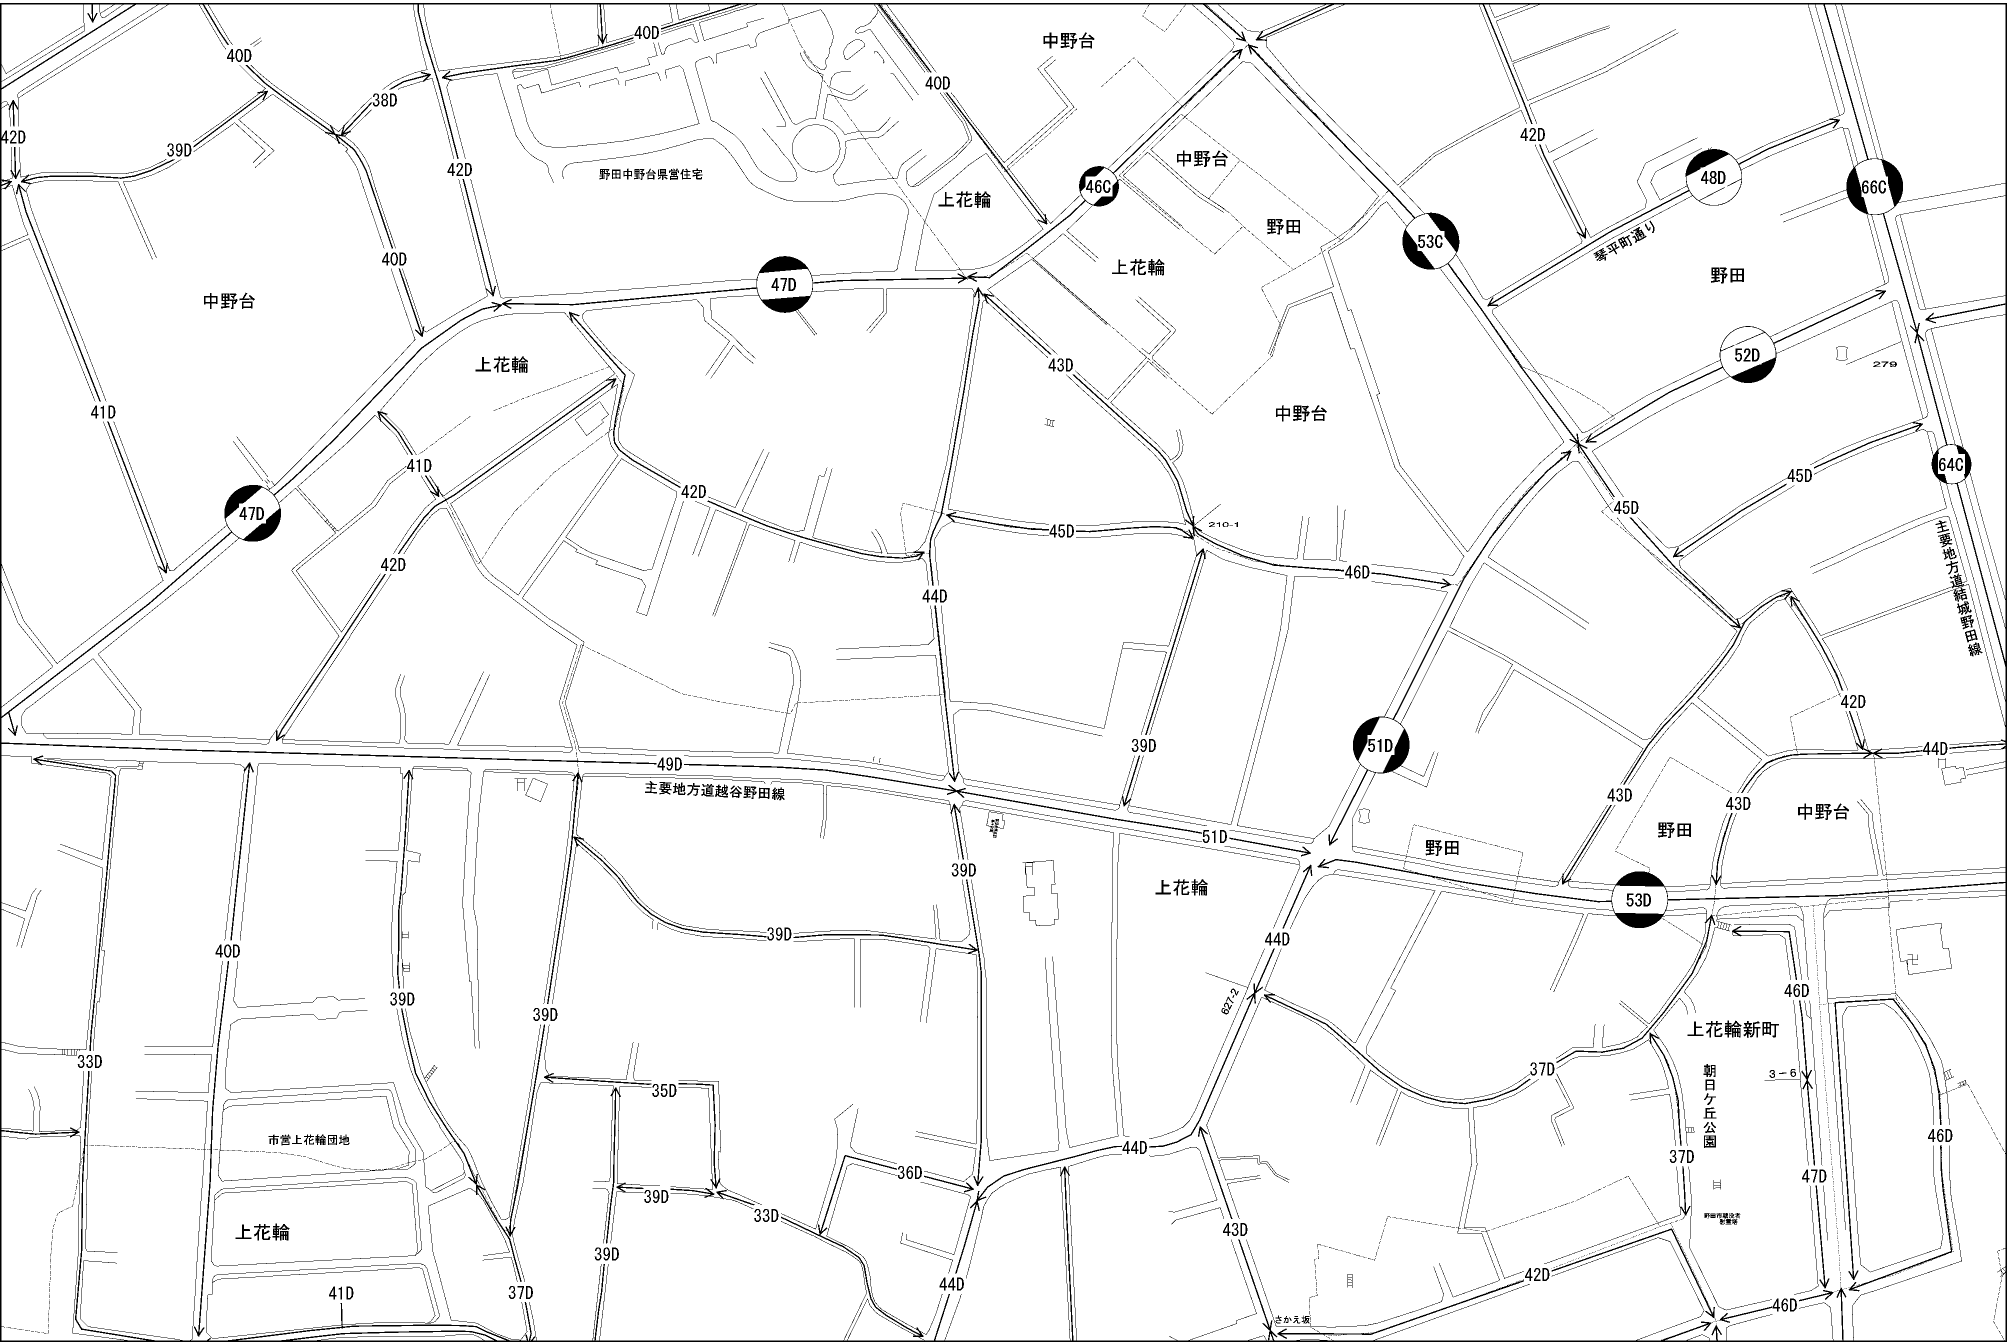 40D
40D
中野台
38D
40D
42D
42D
39D
42D
野田中野台県営住宅
上花輪
46C
中野台
48D
66C
野田
53C
琴平町通り
40D
上花輪
野田
中野台
47D
上花輪
43D
52D
279
41D
中野台
41D
47D
42D
64C
45D
45D
210-1
45D
42D
46D
44D
主要地方道結城野田線
42D
39D
51D
44D
49D
主要地方道越谷野田線
43D
43D
中野台
51D
野田
野田
39D
上花輪
53D
39D
44D
40D
46D
39D
627-2
39D
上花輪新町
33D
37D
3-6
朝日ケ丘公園
35D
市営上花輪団地
44D
46D
36D
37D
47D
39D
33D
上花輪
43D
39D
44D
42D
41D
37D
さかえ坂
46D